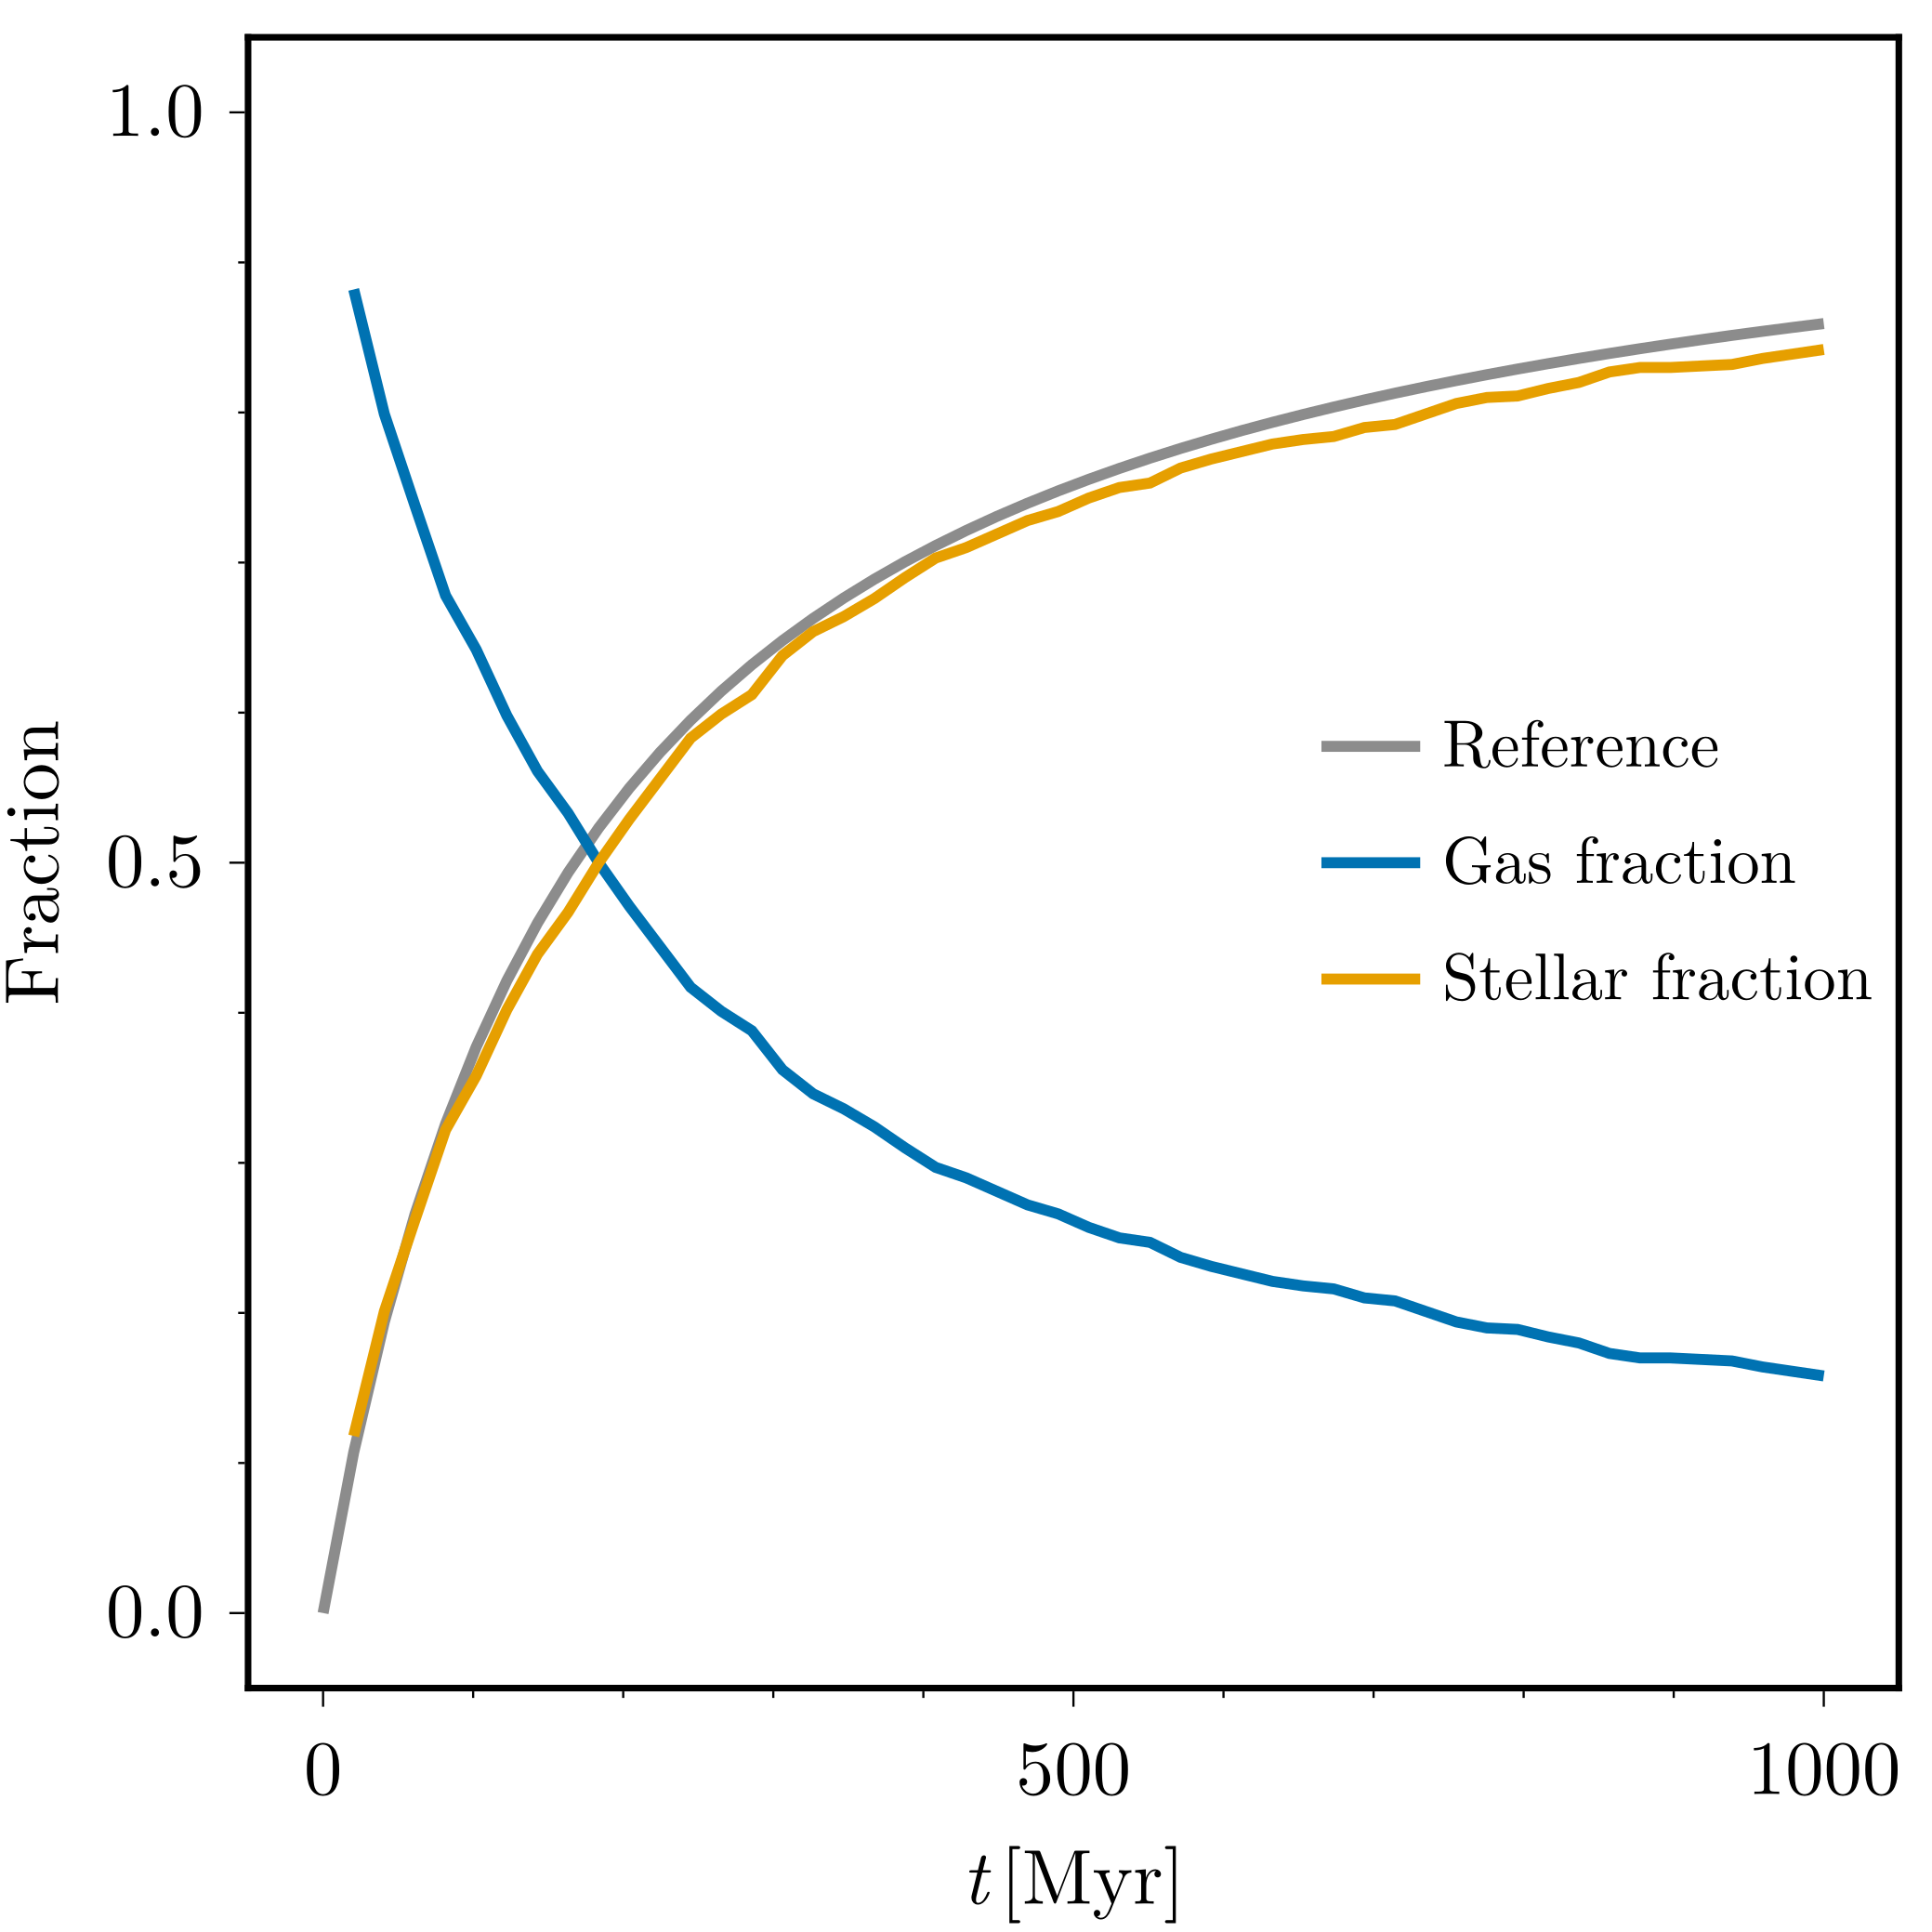 1.0
0.5
0.0
Fraction
Reference
Gas fraction
Stellar fraction
0 500 1000
t [Myr]